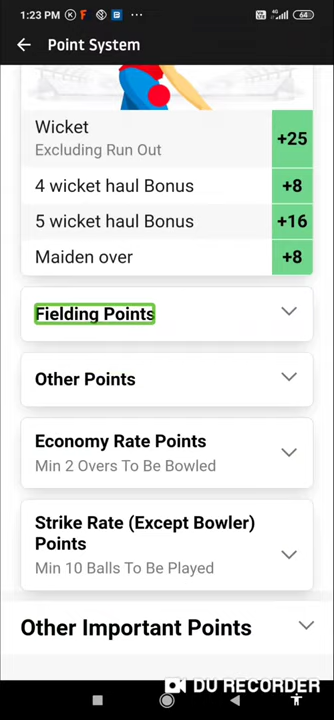 1:23 PM
64
Point System
Wicket
Excluding Run Out
+25
4 wicket haul Bonus
+8
5 wicket haul Bonus
+16
Maiden over
+8
Fielding Points
Other Points
Economy Rate Points
Min 2 Overs To Be Bowled
Strike Rate (Except Bowler)
Points
Min 10 Balls To Be Played
Other Important Points
DU RECORDER